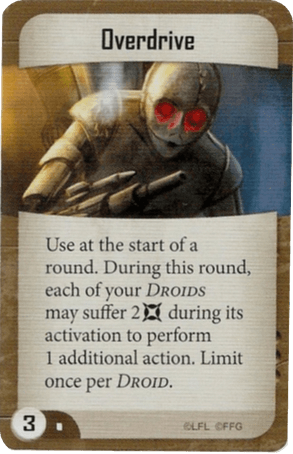 Overdrive
Use at the start of a
round. During this round,
each of your DROIDS
may suffer 2 during its
activation to perform
1 additional action. Limit
once per DROID.
3
©LFL ©FFG